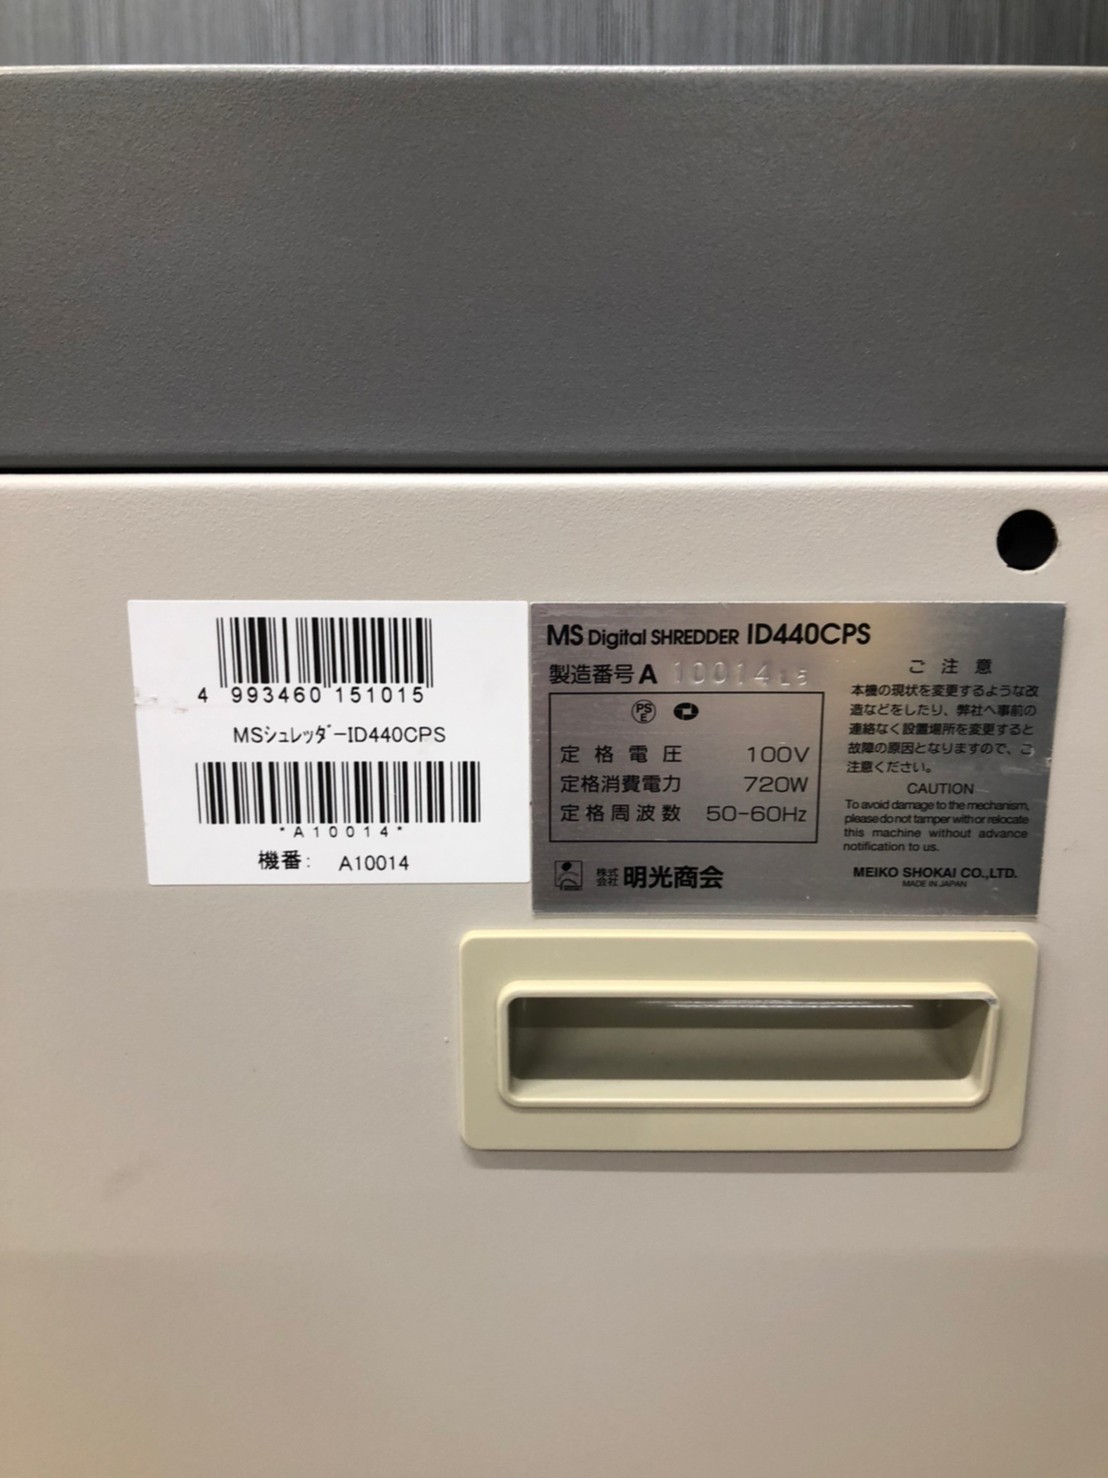 4 993460 151015
MSｼｭﾚｯﾀﾞｰID440CPS
*A10014*
機番: A10014
MS Digital SHREDDER ID440CPS
製造番号 A 10014
PS
E
定格電圧 100V
定格消費電力 720W
定格周波数 50-60Hz
株式会社 明光商会
ご注意
本機の現状を変更するような改
造などをしたり、弊社へ事前の
連絡なく設置場所を変更すると
故障の原因となりますので、ご
注意ください。
CAUTION
To avoid damage to the mechanism,
please do not tamper with or relocate
this machine without advance
notification to us.
MEIKO SHOKAI CO.,LTD.
MADE IN JAPAN